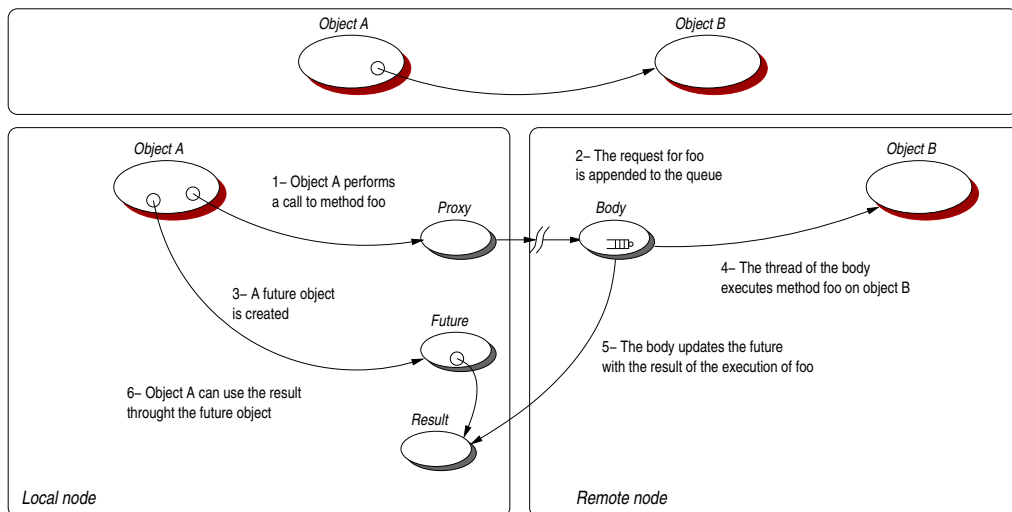 Object A
Object B
Object A
1– Object A performs
a call to method foo
Proxy
3– A future object
is created
Future
6– Object A can use the result
throught the future object
Result
Local node
2– The request for foo
is appended to the queue
Object B
Body
4– The thread of the body
executes method foo on object B
5– The body updates the future
with the result of the execution of foo
Remote node